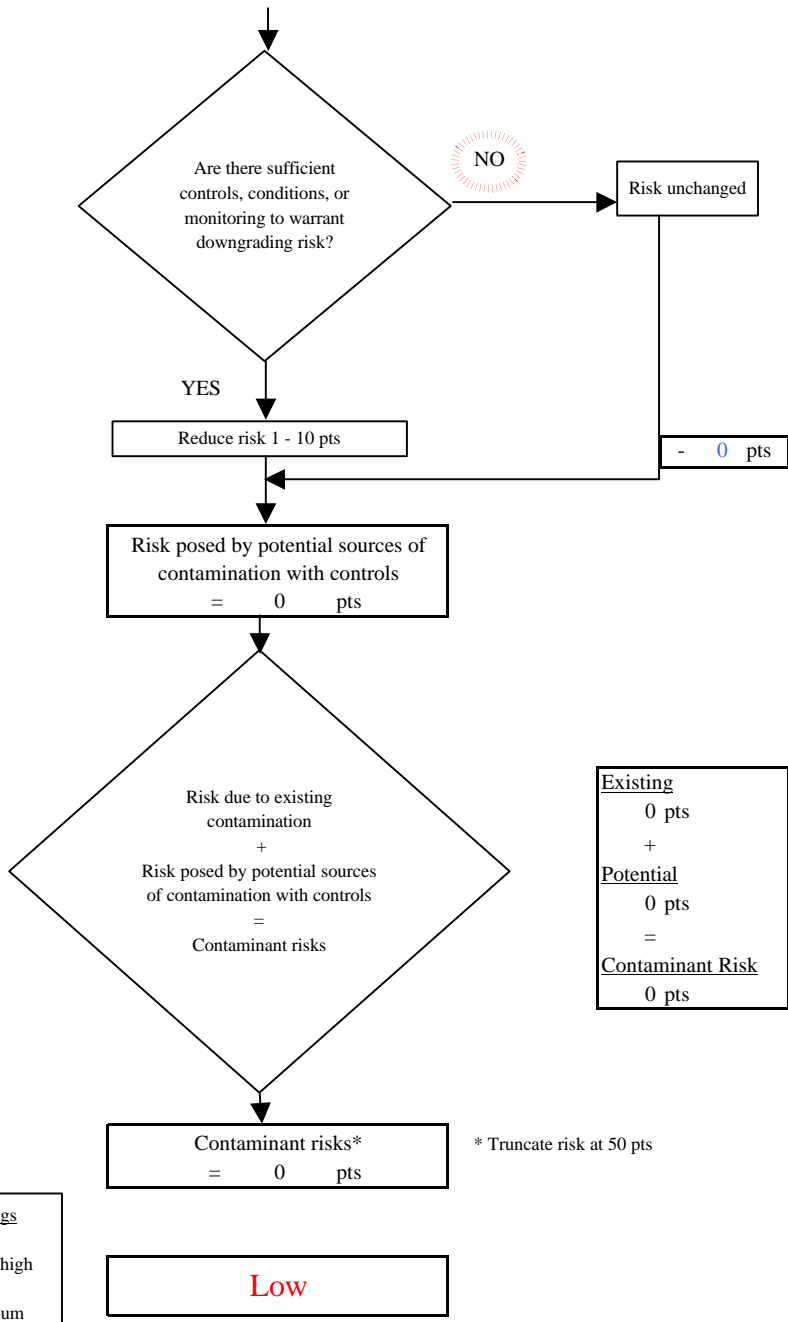 Are there sufficient
controls, conditions, or
monitoring to warrant
downgrading risk?
NO
Risk unchanged
YES
Reduce risk 1 - 10 pts
- 0 pts
Risk posed by potential sources of
contamination with controls
= 0 pts
Risk due to existing
contamination
+
Risk posed by potential sources
of contamination with controls
=
Contaminant risks
Existing
0 pts
+
Potential
0 pts
=
Contaminant Risk
0 pts
Contaminant risks*
= 0 pts
* Truncate risk at 50 pts
high
Low